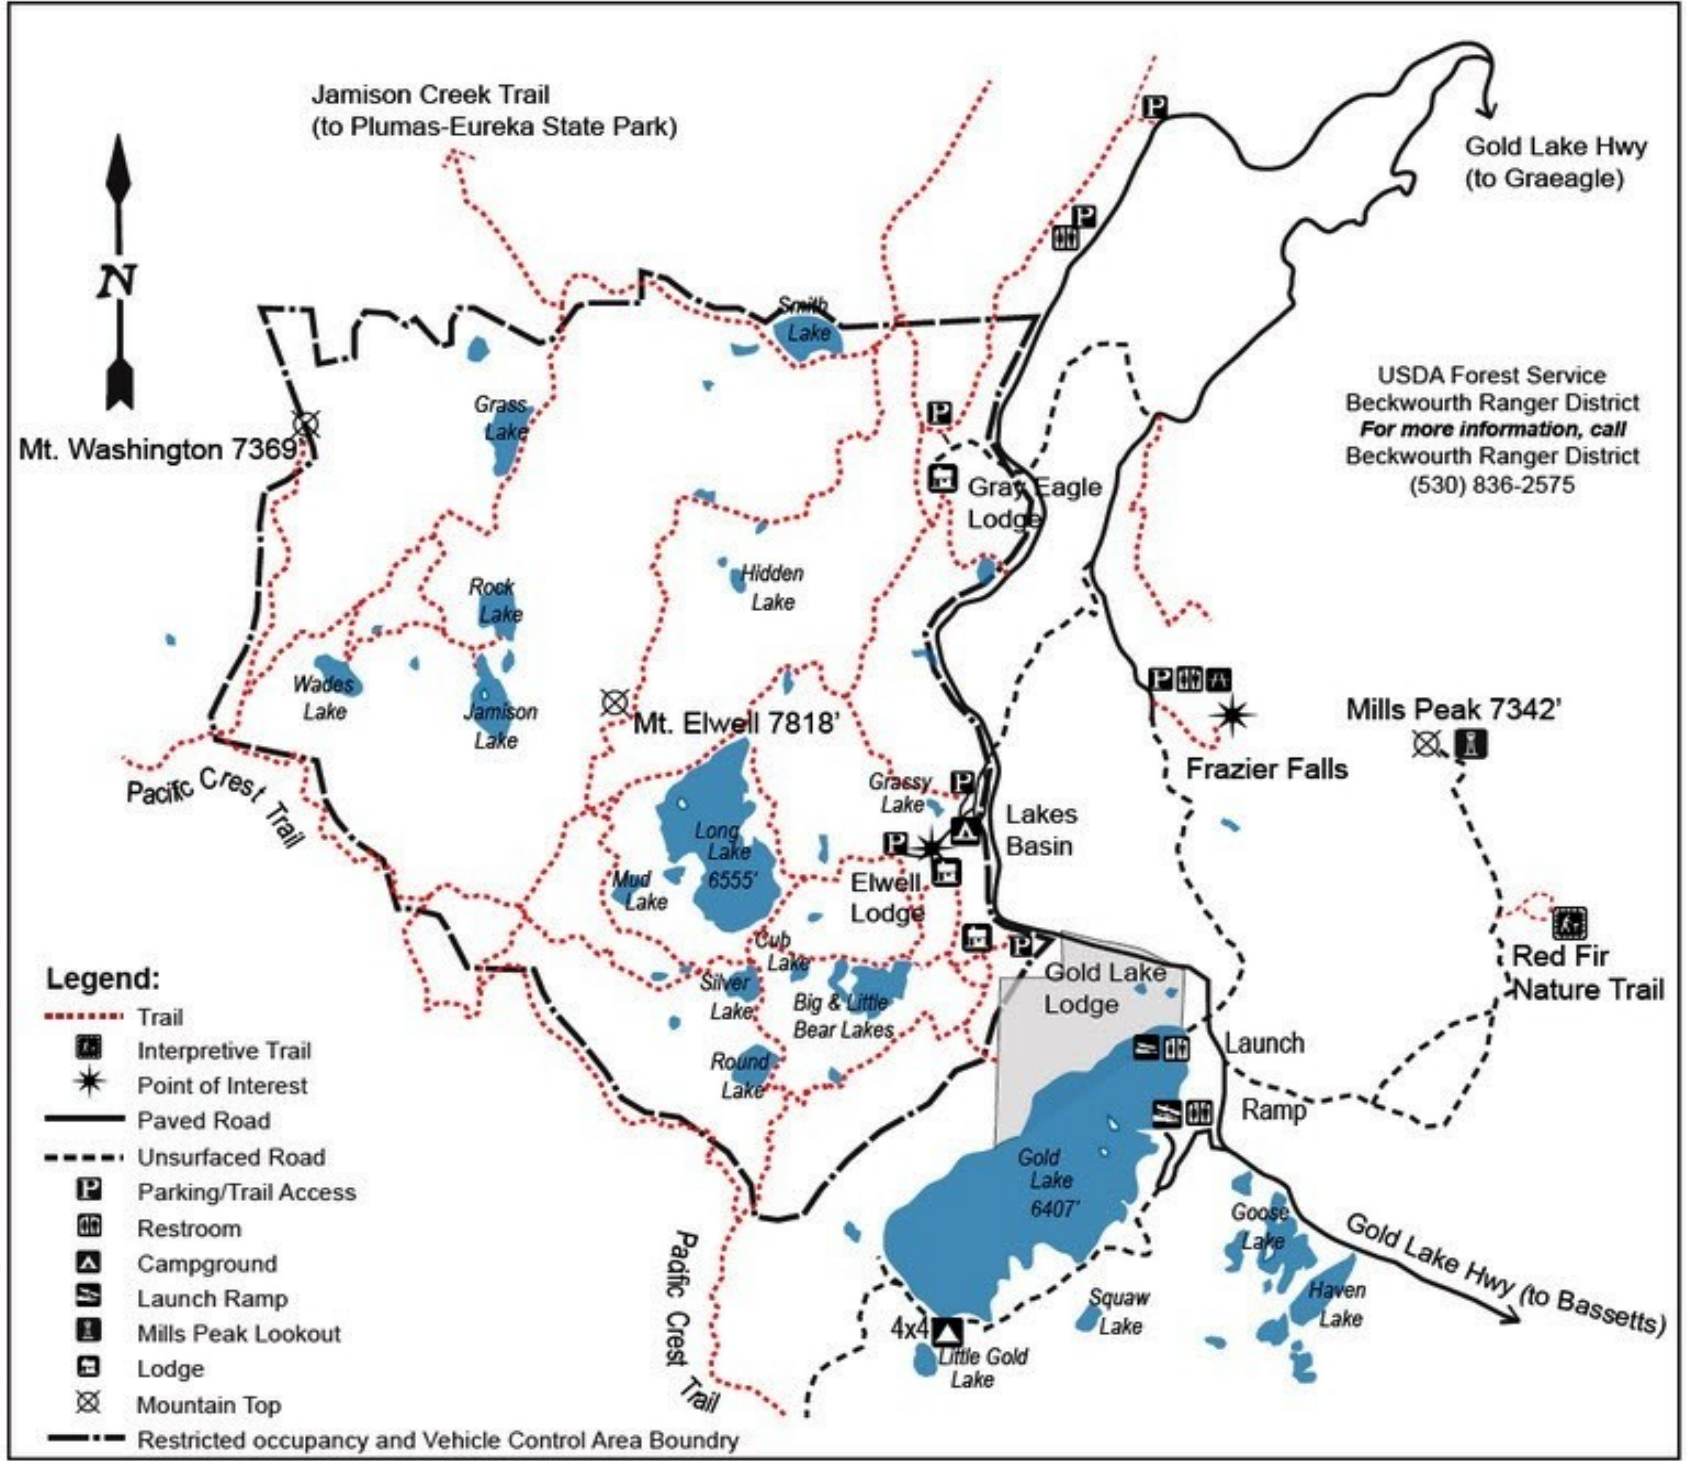 Jamison Creek Trail
(to Plumas-Eureka State Park)
Gold Lake Hwy
(to Graeagle)
N
Smith
Lake
USDA Forest Service
Beckwourth Ranger District
For more information, call
Beckwourth Ranger District
(530) 836-2575
Grass
Lake
Mt. Washington 7369'
P
P
P
Gray Eagle
Lodge
Hidden
Lake
Rock
Lake
Wades
Lake
Jamison
Lake
Mt. Elwell 7818'
P
Mills Peak 7342'
Frazier Falls
Pacific Crest Trail
Grassy
Lake
P
Lakes
Basin
Long
Lake
6555'
P
Mud
Lake
Elwell
Lodge
Cub
Lake
P
Red Fir
Nature Trail
Silver
Lake
Big & Little
Bear Lakes
Gold Lake
Lodge
Round
Lake
Launch
Ramp
Gold
Lake
6407'
Goose
Lake
Gold Lake Hwy (to Bassetts)
Haven
Lake
Squaw
Lake
4x4
Little Gold
Lake
Pacific Crest Trail
Legend:
Trail
Interpretive Trail
Point of Interest
Paved Road
Unsurfaced Road
P Parking/Trail Access
Restroom
Campground
Launch Ramp
Mills Peak Lookout
Lodge
Mountain Top
Restricted occupancy and Vehicle Control Area Boundry